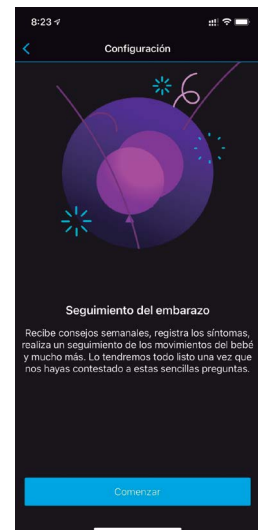 8:23
Configuración
Seguimiento del embarazo
Recibe consejos semanales, registra los síntomas,
realiza un seguimiento de los movimientos del bebé
y mucho más. Lo tendremos todo listo una vez que
nos hayas contestado a estas sencillas preguntas.
Comenzar